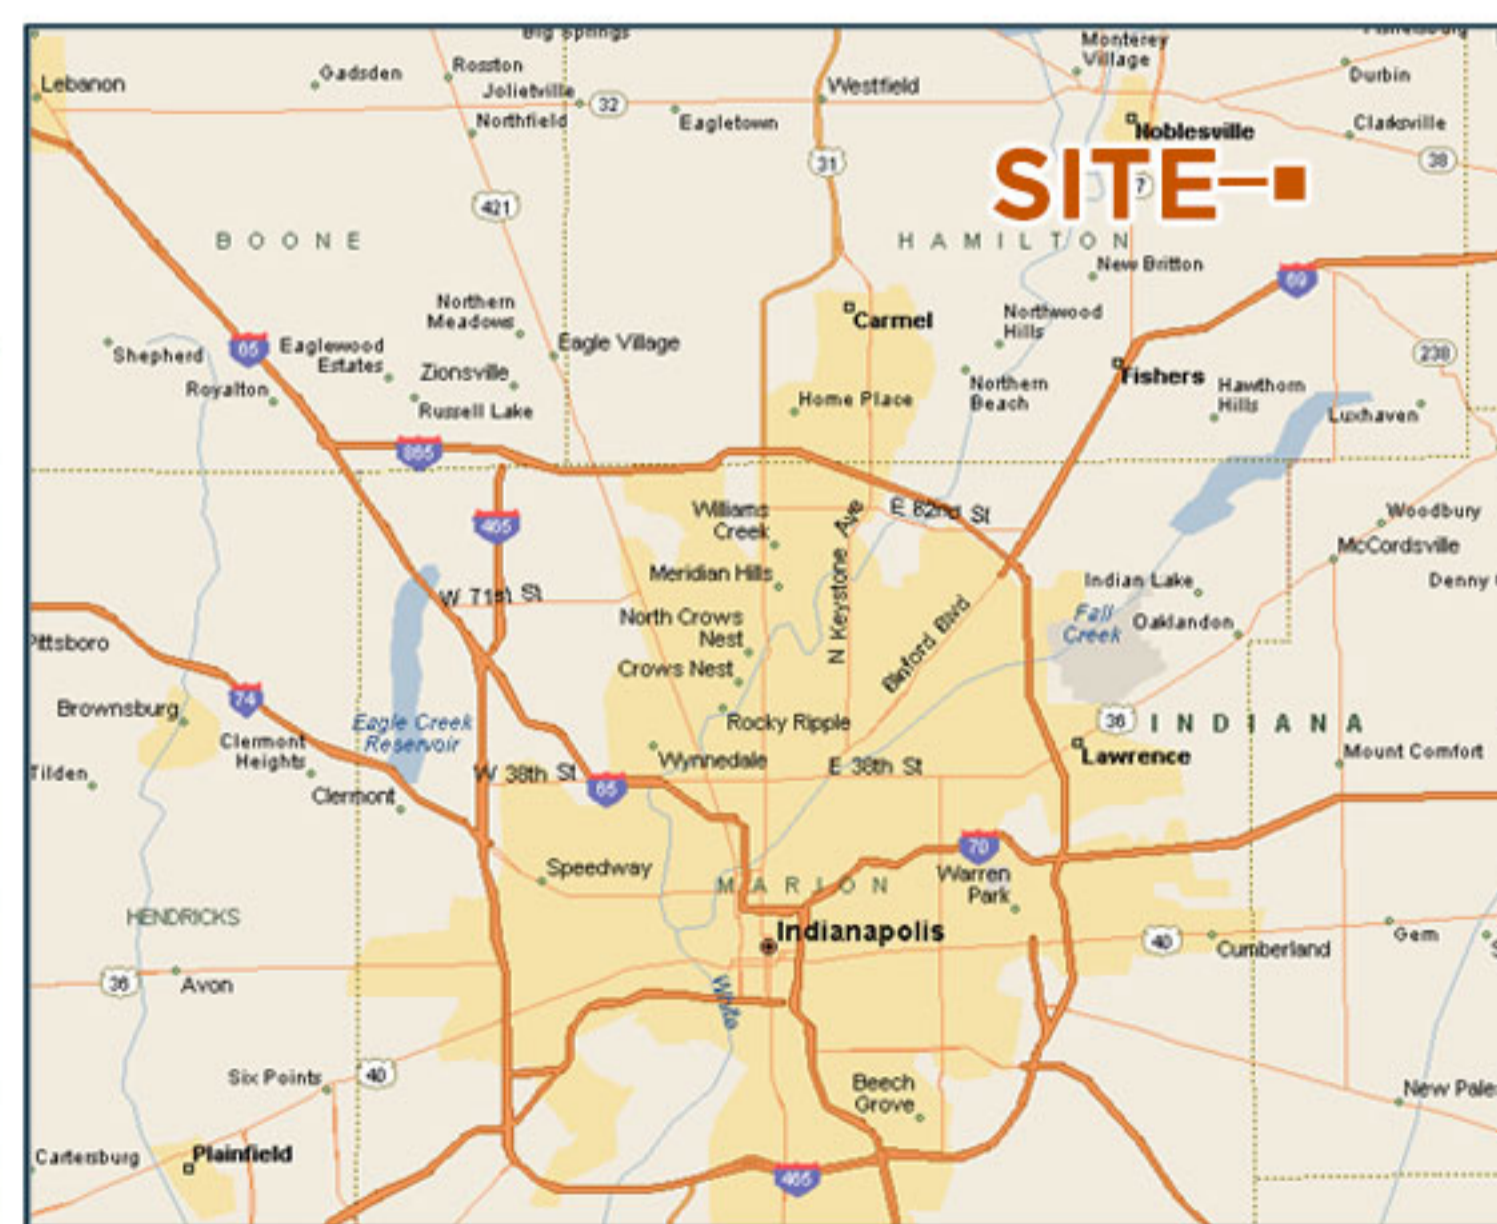 Big Springs
Monterey
Village
Lebanon
Gadsden
Rosston
Jolietville
32
Westfield
Durbin
Northfield
Eagletown
Noblesville
Clarksville
31
38
SITE
421
BOONE
HAMILTON
New Britton
69
Northern
Meadows
Carmel
Northwood
Hills
Shepherd
65
Eaglewood
Estates
Eagle Village
238
Royalton
Zionsville
Russell Lake
Home Place
Northern
Beach
Fishers
Hawthorn
Hills
Luxhaven
865
465
Williams
Creek
N Keystone Ave
E 82nd St
Woodbury
McCordsville
Meridian Hills
Indian Lake
Denny
W 71st St
North Crows
Nest
Binford Blvd
Fall
Creek
Oaklandon
Pittsboro
Crows Nest
74
Brownsburg
Eagle Creek
Reservoir
Rocky Ripple
36
INDIANA
Clermont
Heights
Wynnedale
E 38th St
Lawrence
Mount Comfort
Tilden
W 38th St
65
Clermont
70
Speedway
MARION
Warren
Park
HENDRICKS
Indianapolis
40
Cumberland
Gem
36
Avon
White
Six Points
40
Beech
Grove
New Pale
Cartersburg
Plainfield
465